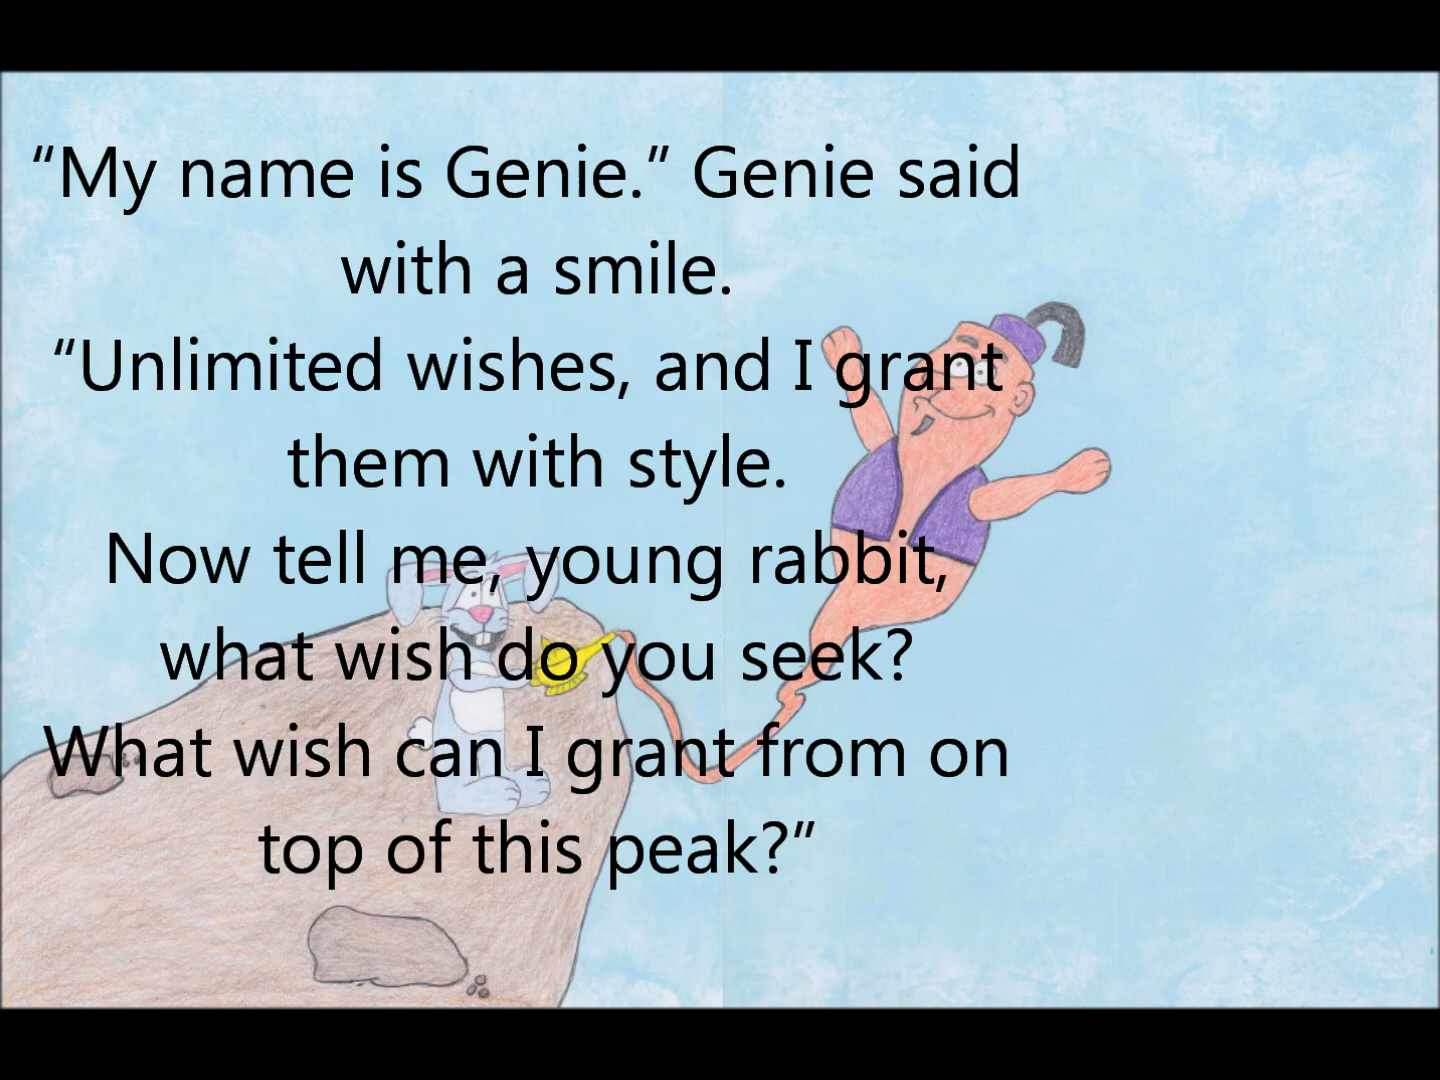 “My name is Genie.” Genie said
with a smile.
“Unlimited wishes, and I grant
them with style.
Now tell me, young rabbit,
what wish do you seek?
What wish can I grant from on
top of this peak?”